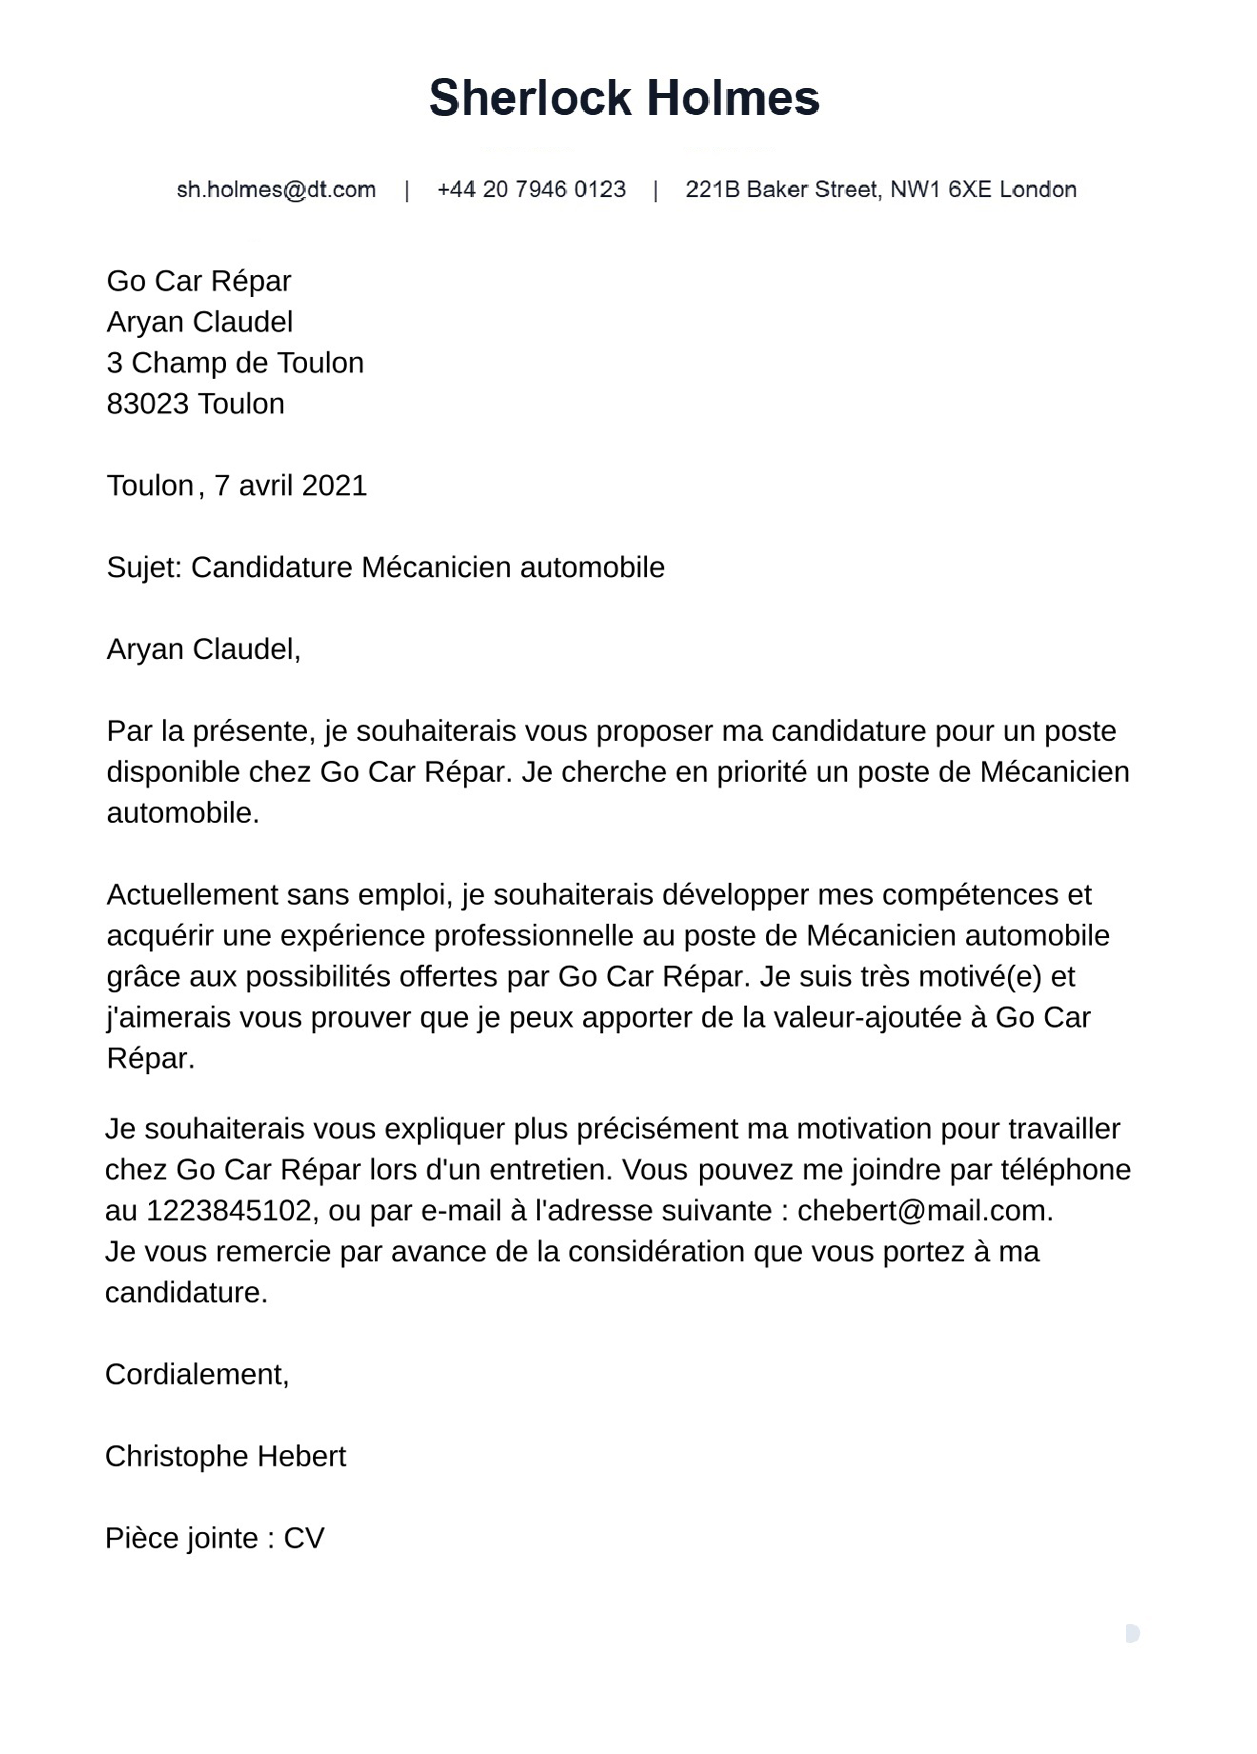 Sherlock Holmes
sh.holmes@dt.com | +44 20 7946 0123 | 221B Baker Street, NW1 6XE London
Go Car Répar
Aryan Claudel
3 Champ de Toulon
83023 Toulon
Toulon, 7 avril 2021
Sujet: Candidature Mécanicien automobile
Aryan Claudel,
Par la présente, je souhaiterais vous proposer ma candidature pour un poste
disponible chez Go Car Répar. Je cherche en priorité un poste de Mécanicien
automobile.
Actuellement sans emploi, je souhaiterais développer mes compétences et
acquérir une expérience professionnelle au poste de Mécanicien automobile
grâce aux possibilités offertes par Go Car Répar. Je suis très motivé(e) et
j'aimerais vous prouver que je peux apporter de la valeur-ajoutée à Go Car
Répar.
Je souhaiterais vous expliquer plus précisément ma motivation pour travailler
chez Go Car Répar lors d'un entretien. Vous pouvez me joindre par téléphone
au 1223845102, ou par e-mail à l'adresse suivante : chebert@mail.com.
Je vous remercie par avance de la considération que vous portez à ma
candidature.
Cordialement,
Christophe Hebert
Pièce jointe : CV